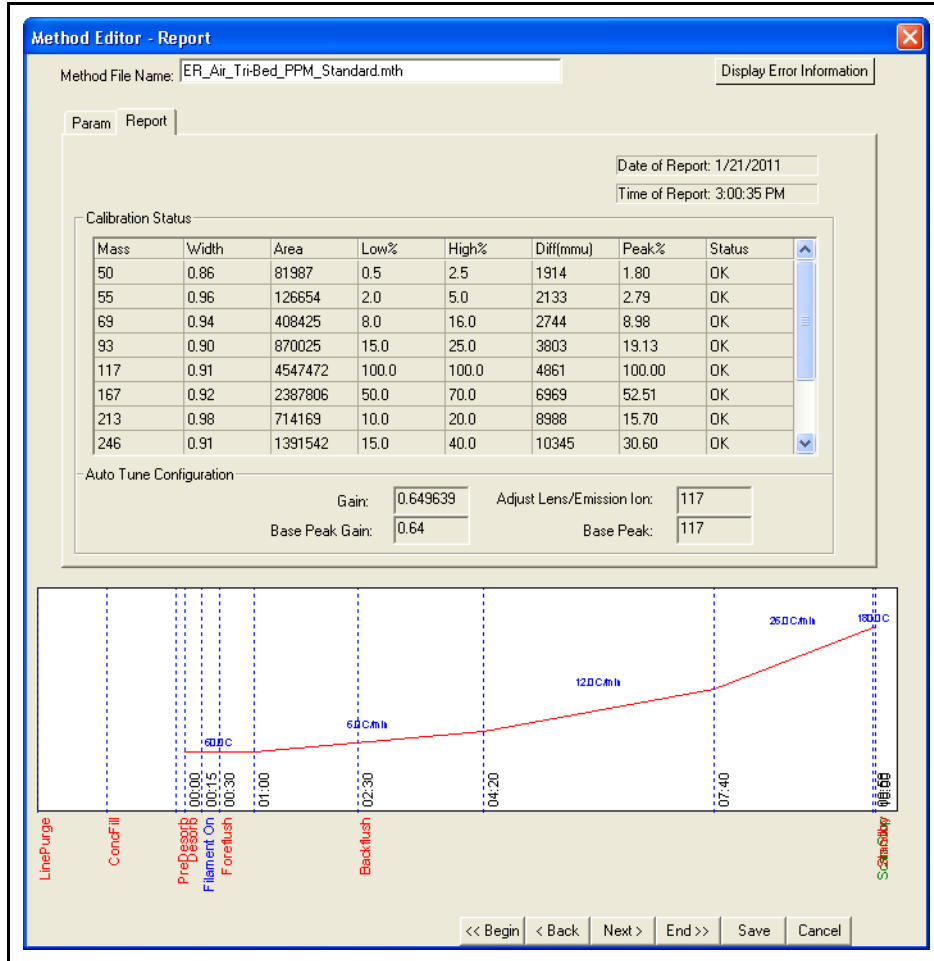 Method Editor - Report
Method File Name: ER_Air_Tri-Bed_PPM_Standard.mth
Display Error Information
Param Report
Date of Report: 1/21/2011
Time of Report: 3:00:35 PM
Calibration Status
Mass Width Area Low% High% Diff(mmu) Peak% Status
50 0.86 81987 0.5 2.5 1914 1.80 OK
55 0.96 126654 2.0 5.0 2133 2.79 OK
69 0.94 408425 8.0 16.0 2744 8.98 OK
93 0.90 870025 15.0 25.0 3803 19.13 OK
117 0.91 4547472 100.0 100.0 4861 100.00 OK
167 0.92 2387806 50.0 70.0 6969 52.51 OK
213 0.98 714169 10.0 20.0 8988 15.70 OK
246 0.91 1391542 15.0 40.0 10345 30.60 OK
Auto Tune Configuration
Gain: 0.649639 Adjust Lens/Emission Ion: 117
Base Peak Gain: 0.64 Base Peak: 117
60.0 C
6.0 C/min
12.0 C/min
26.0 C/min
180.0 C
00:00
00:15
00:30
01:00
02:30
04:20
07:40
LinePurge
CondFill
PreDesorb
Desorb
Filament On
Foreflush
Backflush
<< Begin < Back Next > End >> Save Cancel